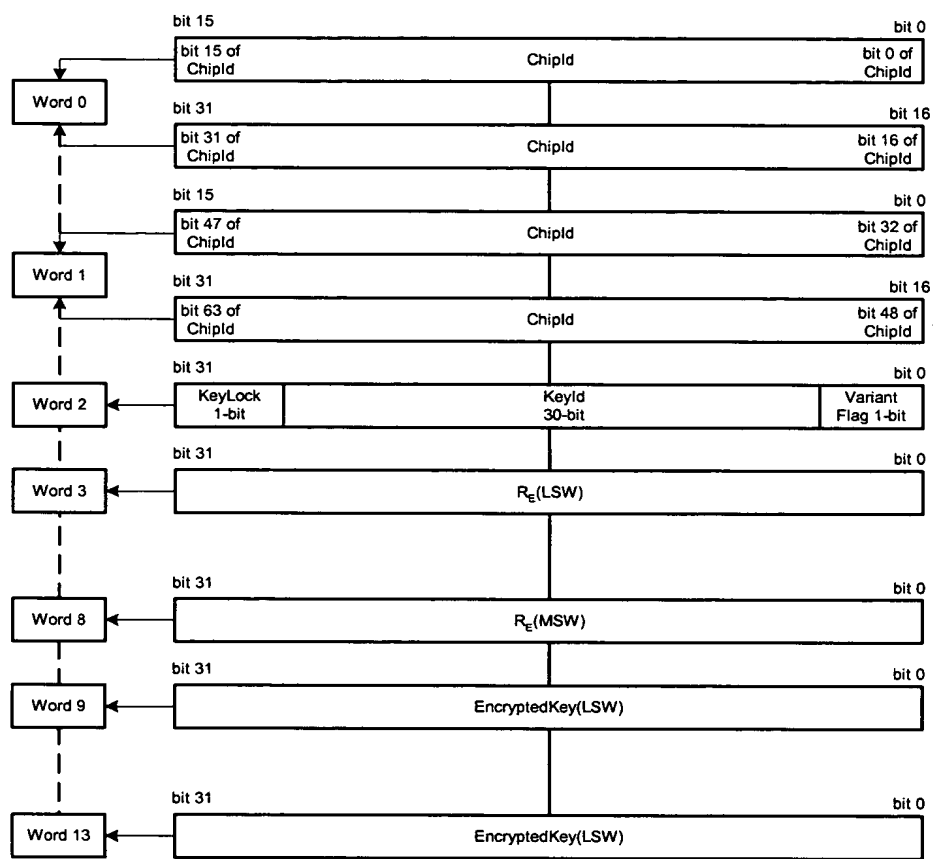 bit 15
bit 0
bit 15 of ChipId bit 0 of
ChipId ChipId
Word 0
bit 31
bit 16
bit 31 of ChipId bit 16 of
ChipId ChipId
bit 15
bit 0
bit 47 of ChipId bit 32 of
ChipId ChipId
Word 1
bit 31
bit 16
bit 63 of ChipId bit 48 of
ChipId ChipId
bit 31
bit 0
Word 2
KeyLock KeyId Variant
1-bit 30-bit Flag 1-bit
bit 31
bit 0
Word 3
R_E(LSW)
bit 31
bit 0
Word 8
R_E(MSW)
bit 31
bit 0
Word 9
EncryptedKey(LSW)
bit 31
bit 0
Word 13
EncryptedKey(LSW)